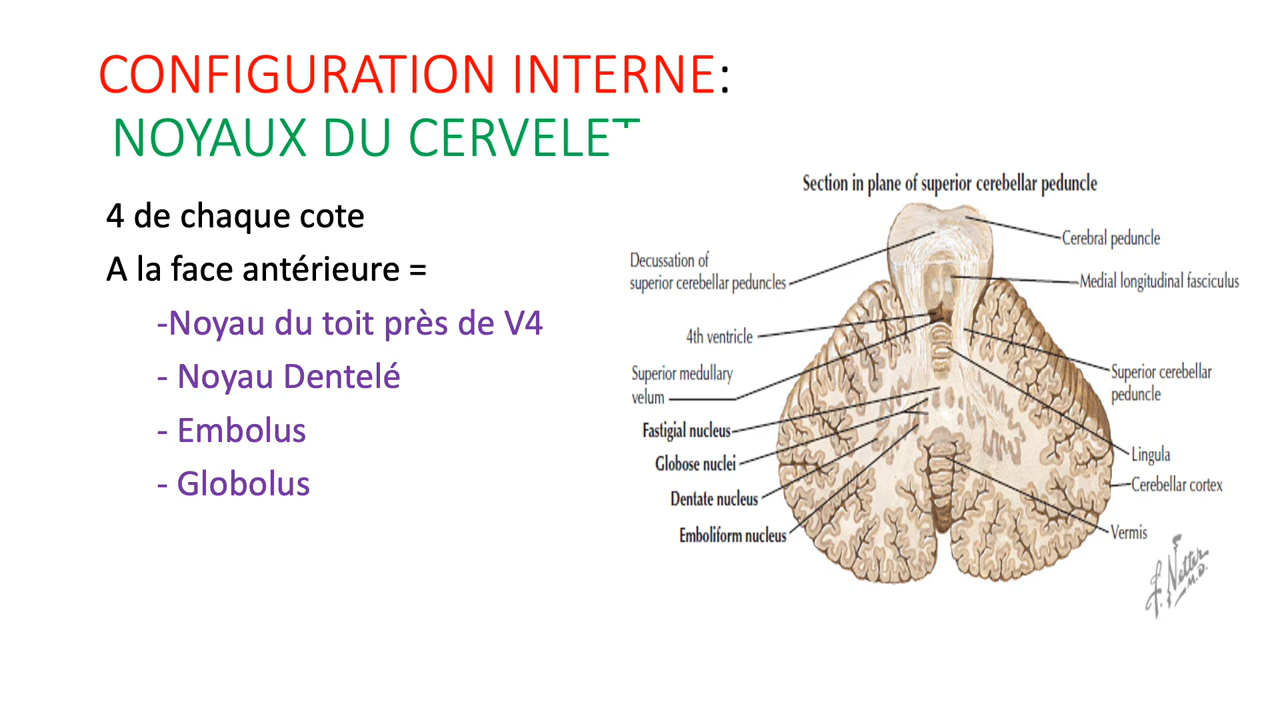 CONFIGURATION INTERNE:
NOYAUX DU CERVELET
4 de chaque cote
A la face antérieure =
-Noyau du toit près de V4
- Noyau Dentelé
- Embolus
- Globolus
Section in plane of superior cerebellar peduncle
Cerebral peduncle
Decussation of
superior cerebellar peduncles
Medial longitudinal fasciculus
4th ventricle
Superior medullary
velum
Superior cerebellar
peduncle
Fastigial nucleus
Globose nuclei
Dentate nucleus
Emboliform nucleus
Lingula
Cerebellar cortex
Vermis
F. Netter
M.D.